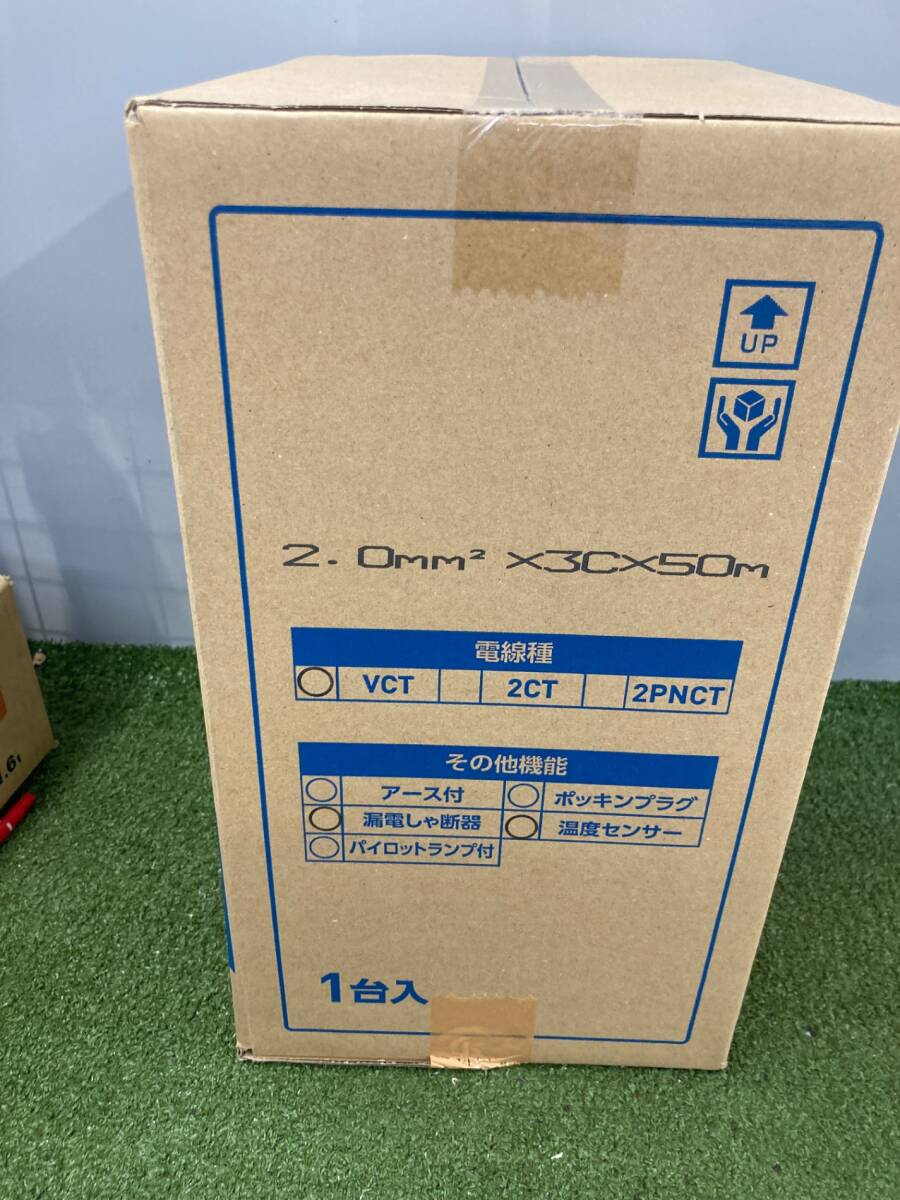 UP
2.0mm² ×3C×50m
電線種
○ VCT 2CT 2PNCT
その他機能
○ アース付 ○ ポッキンプラグ
○ 漏電しゃ断器 ○ 温度センサー
○ パイロットランプ付
1台入